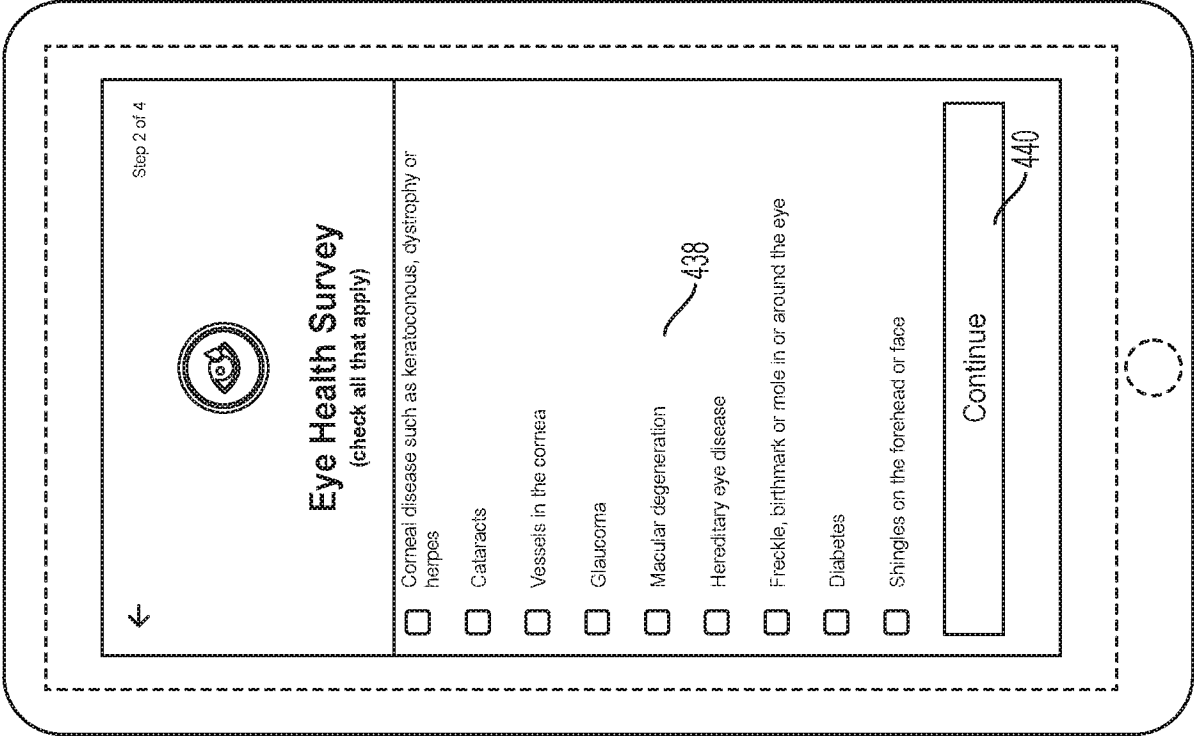 Step 2 of 4
Eye Health Survey
(check all that apply)
Corneal disease such as keratoconous, dystrophy or
herpes
Cataracts
Vessels in the cornea
Glaucoma
Macular degeneration
438
Hereditary eye disease
Freckle, birthmark or mole in or around the eye
Diabetes
Shingles on the forehead or face
Continue
440